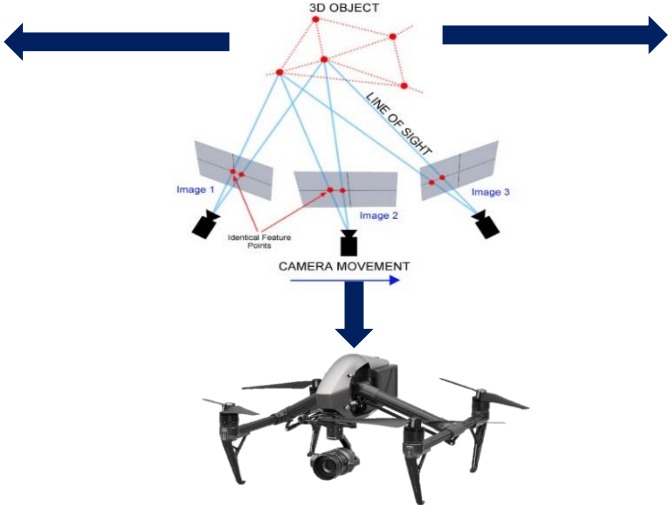 3D OBJECT
LINE OF SIGHT
Image 1
Image 2
Image 3
Identical Feature
Points
CAMERA MOVEMENT